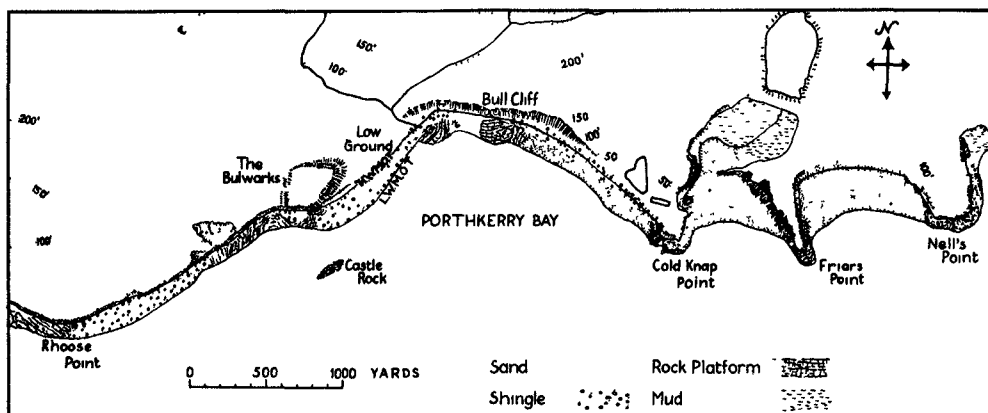 N
150'
100'
200'
Bull Cliff
150
100'
50
200'
Low
Ground
The
Bulwarks
LWMOT
50'
100'
150'
PORTHKERRY BAY
100'
Castle
Rock
Cold Knap
Point
Friars
Point
Nell's
Point
Rhoose
Point
0 500 1000 YARDS
Sand
Rock Platform
Shingle
Mud